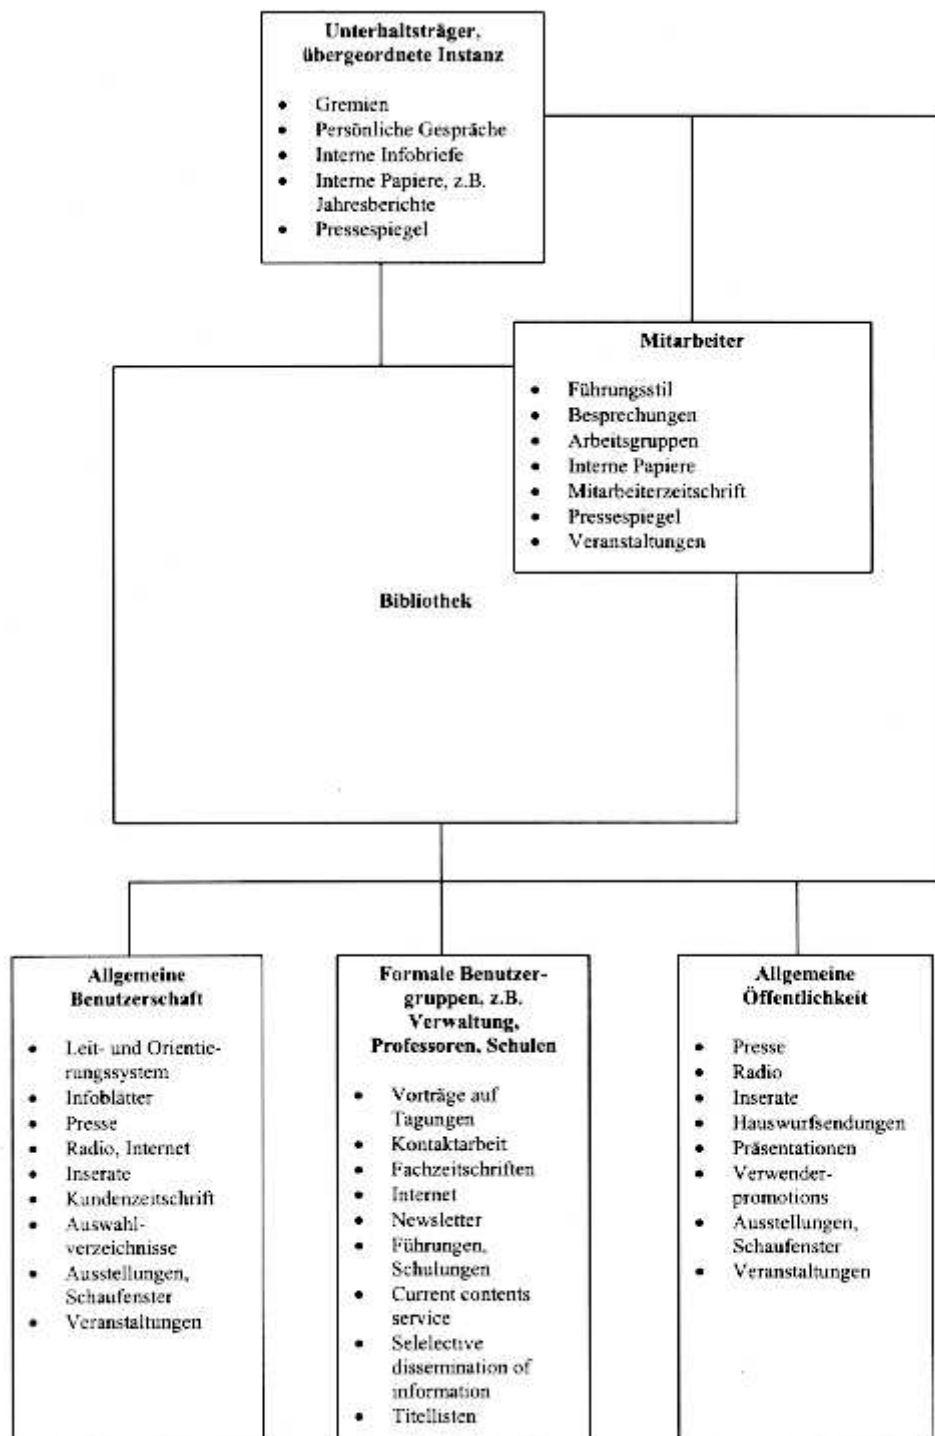 Unterhaltsträger,
übergeordnete Instanz
• Gremien
• Persönliche Gespräche
• Interne Infobriefe
• Interne Papiere, z.B.
Jahresberichte
• Pressespiegel
Mitarbeiter
• Führungsstil
• Besprechungen
• Arbeitsgruppen
• Interne Papiere
• Mitarbeiterzeitschrift
• Pressespiegel
• Veranstaltungen
Bibliothek
Allgemeine
Benutzerschaft
• Leit- und Orientie-
rungssystem
• Infoblätter
• Presse
• Radio, Internet
• Inserate
• Kundenzeitschrift
• Auswahl-
verzeichnisse
• Ausstellungen,
Schaufenster
• Veranstaltungen
Formale Benutzer-
gruppen, z.B.
Verwaltung,
Professoren, Schulen
• Vorträge auf
Tagungen
• Kontaktarbeit
• Fachzeitschriften
• Internet
• Newsletter
• Führungen,
Schulungen
• Current contents
service
• Selelective
dissemination of
information
• Titellisten
Allgemeine
Öffentlichkeit
• Presse
• Radio
• Inserate
• Hauswurfsendungen
• Präsentationen
• Verwender-
promotions
• Ausstellungen,
Schaufenster
• Veranstaltungen